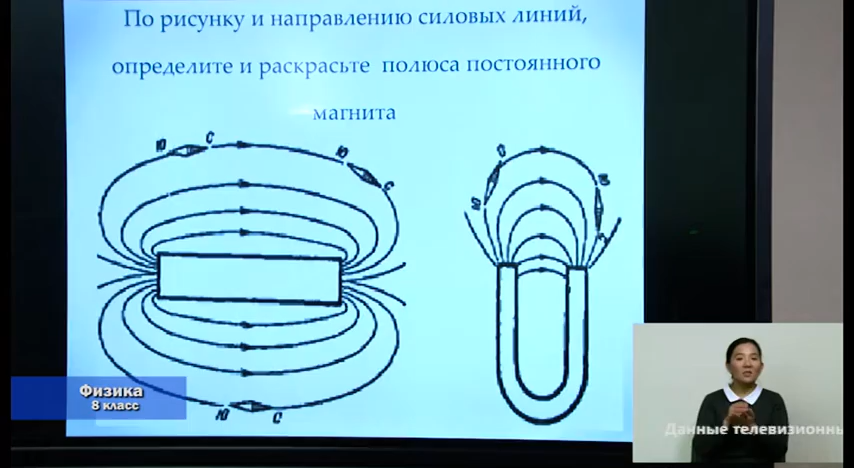 По рисунку и направлению силовых линий,
определите и раскрасьте полюса постоянного
магнита
Ю С
Ю
С
С
Ю
Ю С
Физика
8 класс
Данные телевизионны